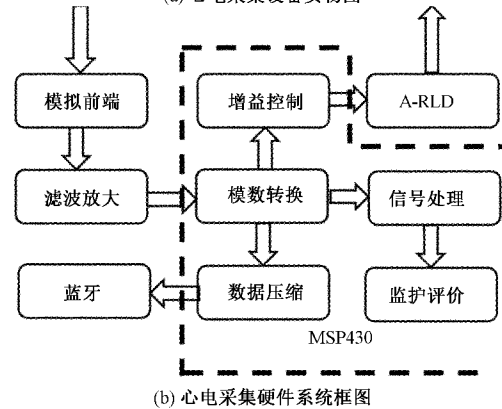 模拟前端
增益控制
A-RLD
滤波放大
模数转换
信号处理
蓝牙
数据压缩
监护评价
MSP430
(b) 心电采集硬件系统框图